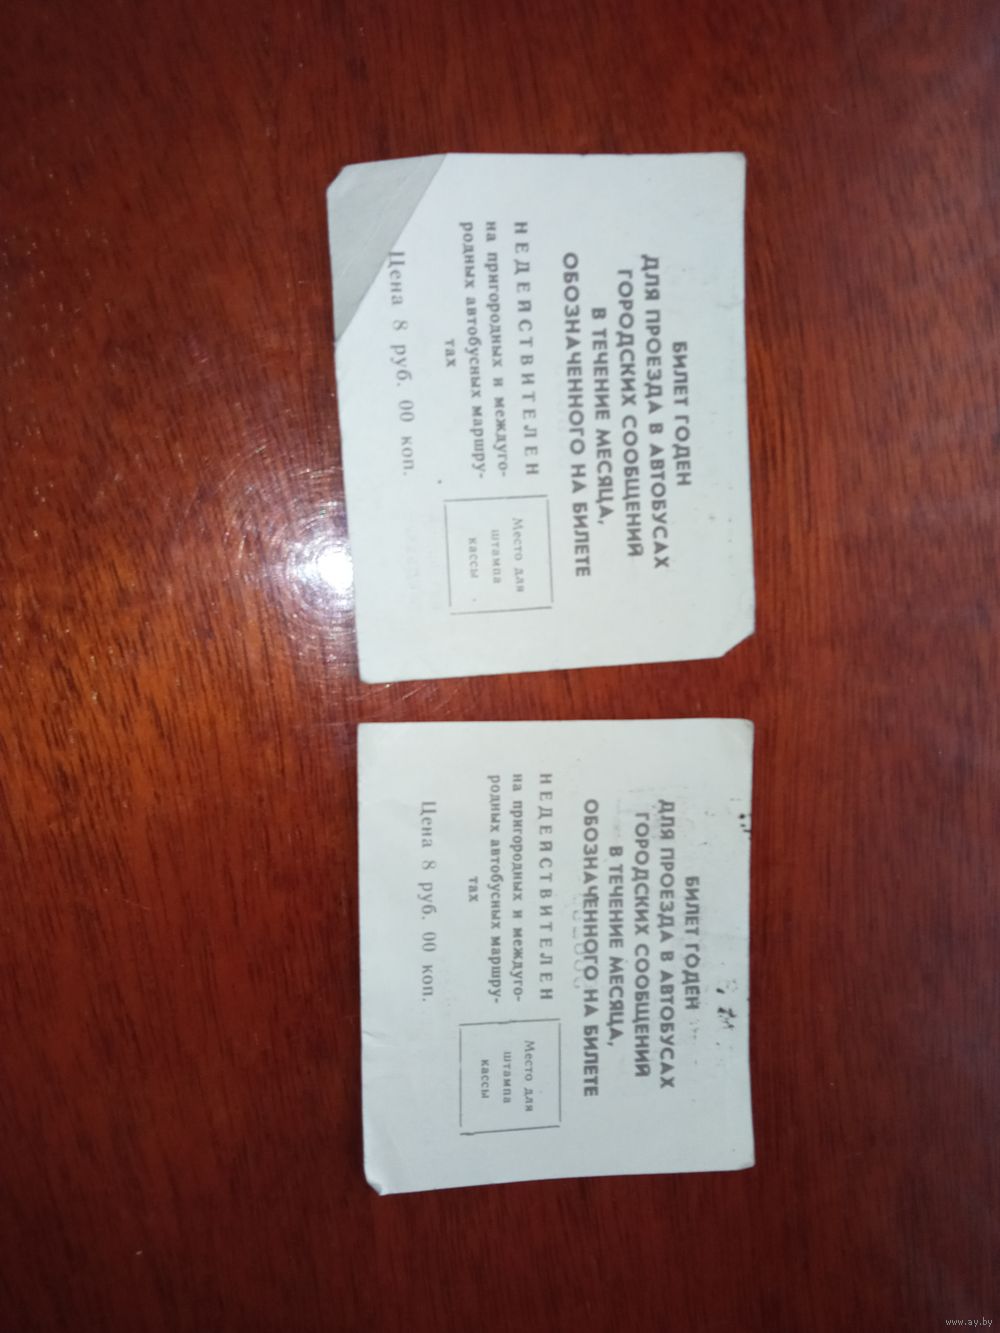 БИЛЕТ ГОДЕН
ДЛЯ ПРОЕЗДА В АВТОБУСАХ
ГОРОДСКИХ СООБЩЕНИЙ
В ТЕЧЕНИЕ МЕСЯЦА,
ОБОЗНАЧЕННОГО НА БИЛЕТЕ
НЕДЕЙСТВИТЕЛЕН
на пригородных и междуго-
родных автобусных маршру-
тах
Место для
штампа
кассы
Цена 8 руб. 00 коп.
БИЛЕТ ГОДЕН
ДЛЯ ПРОЕЗДА В АВТОБУСАХ
ГОРОДСКИХ СООБЩЕНИЙ
В ТЕЧЕНИЕ МЕСЯЦА,
ОБОЗНАЧЕННОГО НА БИЛЕТЕ
НЕДЕЙСТВИТЕЛЕН
на пригородных и междуго-
родных автобусных маршру-
тах
Место для
штампа
кассы
Цена 8 руб. 00 коп.
www.ay.by